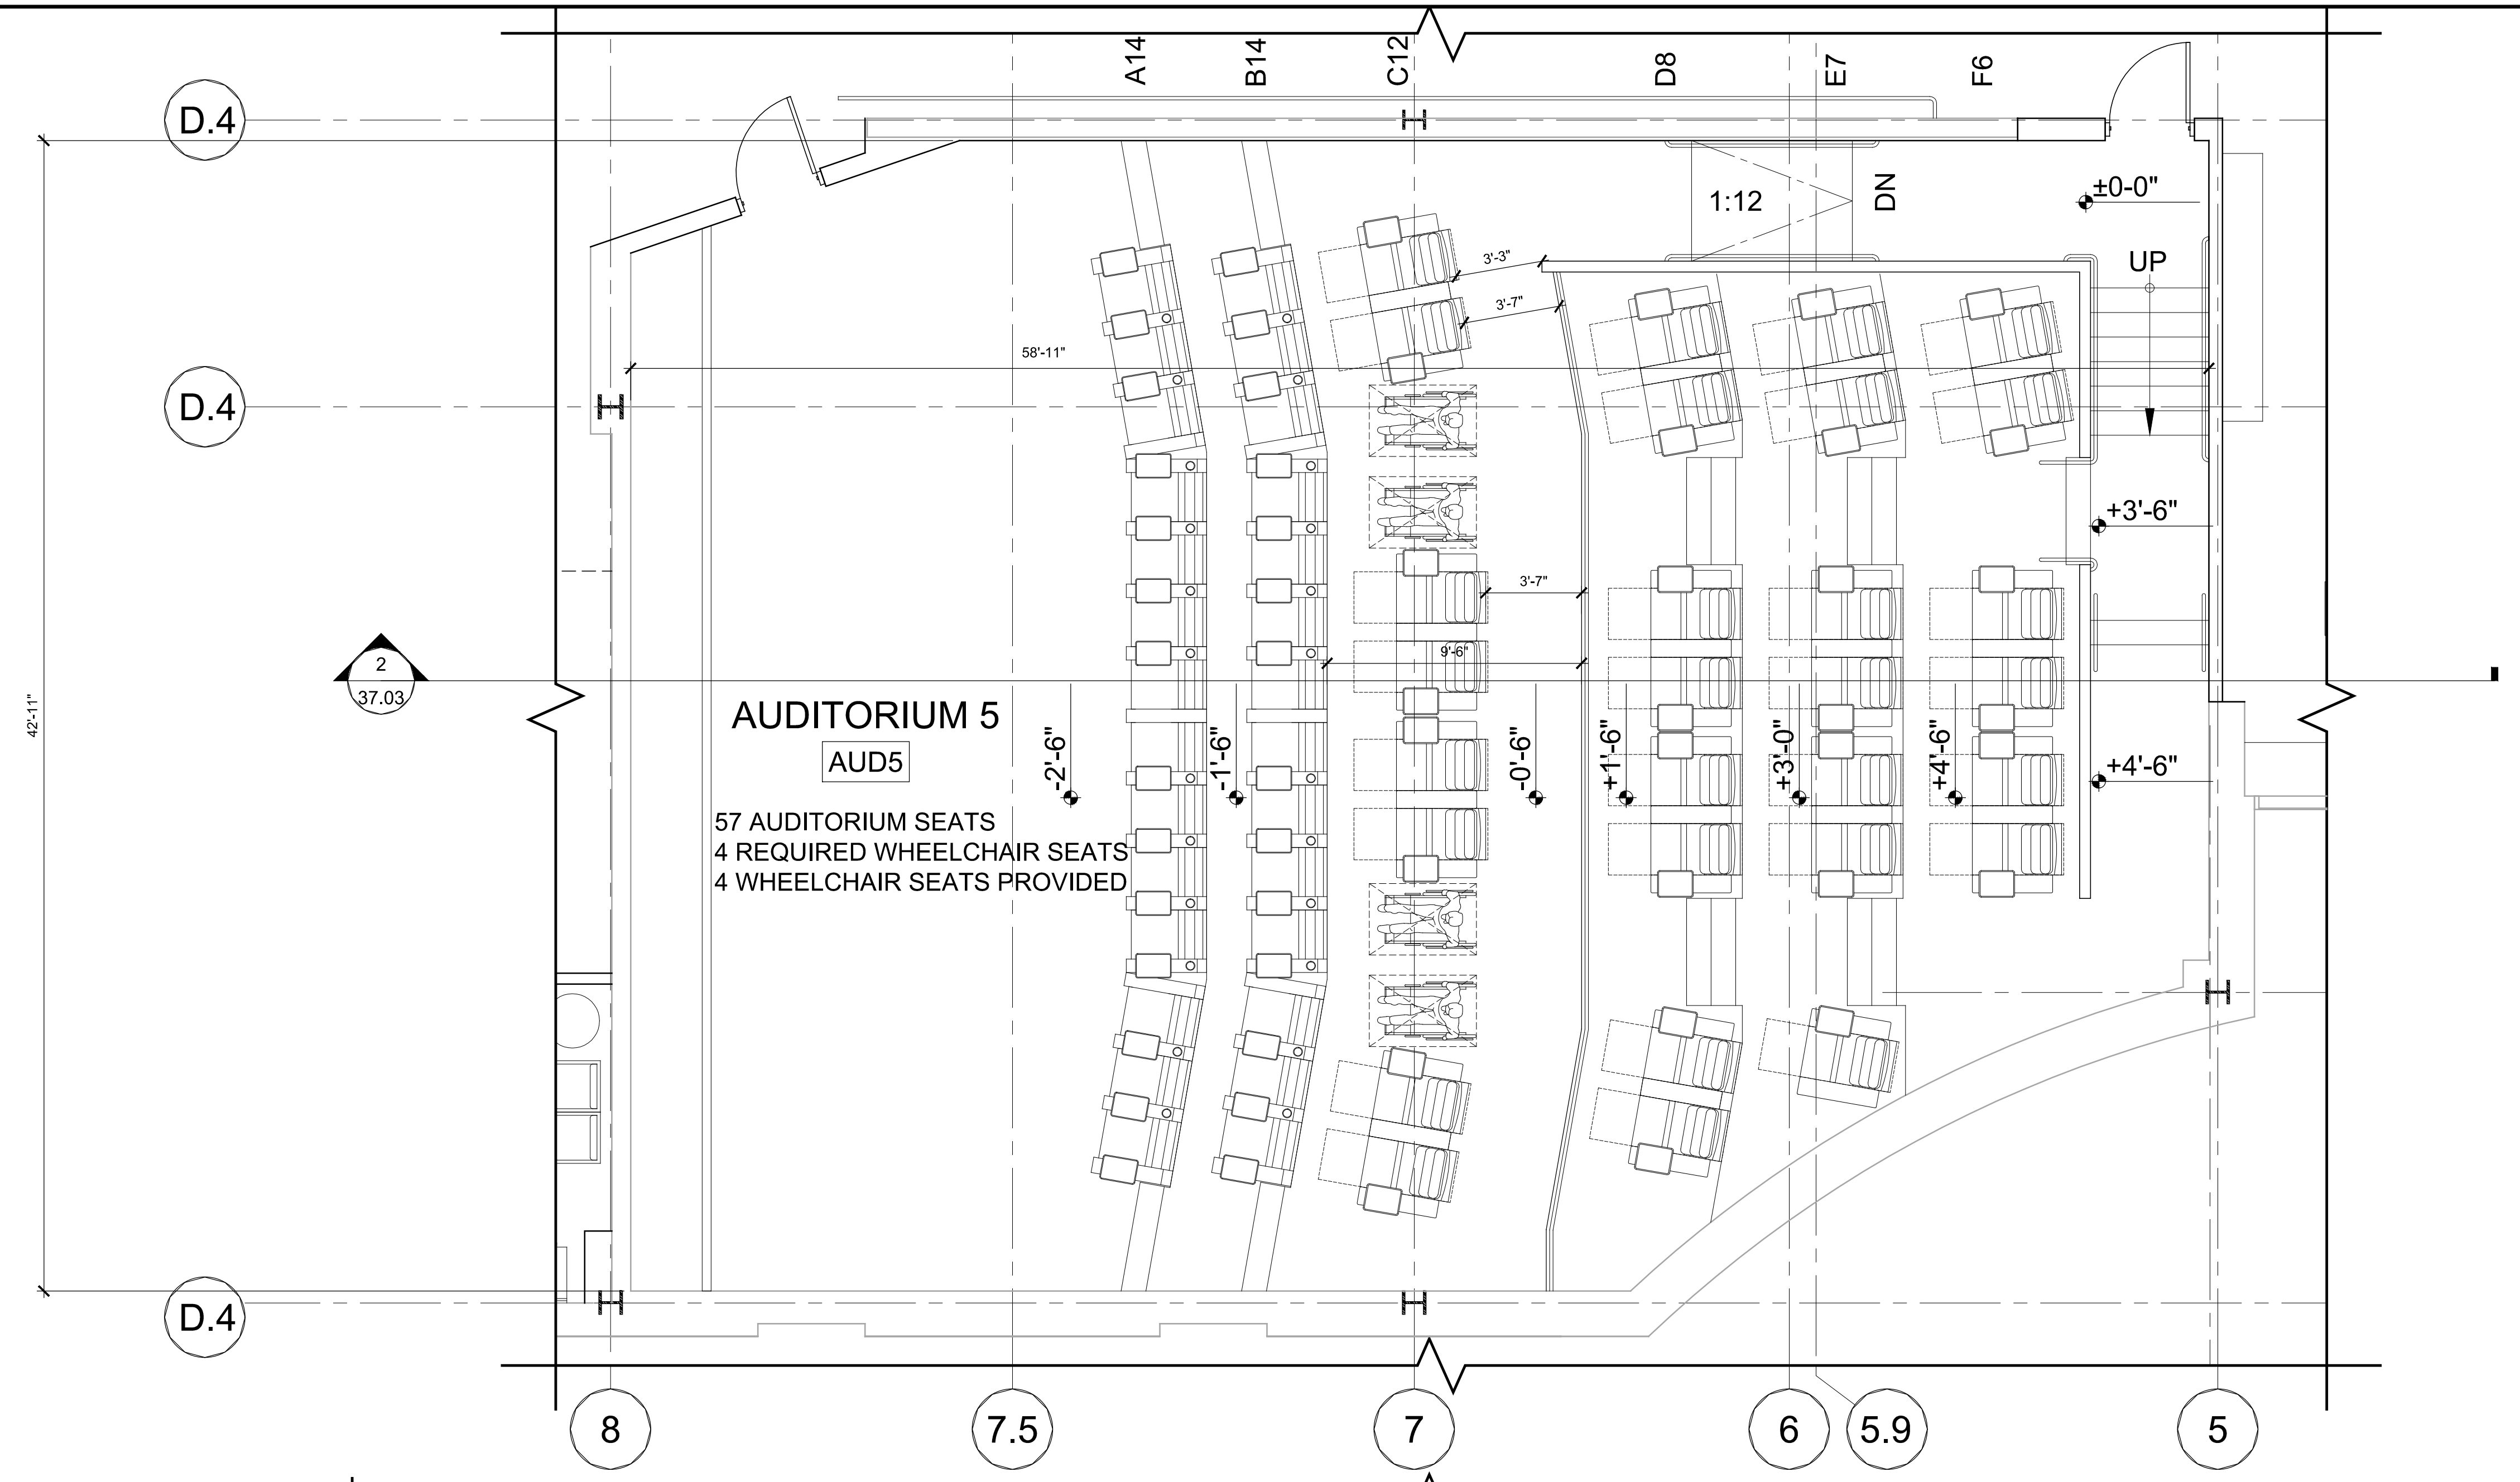 A14
B14
C12
D8
E7
F6
D.4
1:12
DN
±0-0"
3'-3"
UP
3'-7"
58'-11"
D.4
+3'-6"
3'-7"
9'-6"
2
37.03
42'-11"
AUDITORIUM 5
AUD5
-2'-6"
-1'-6"
-0'-6"
+1'-6"
+3'-0"
+4'-6"
+4'-6"
57 AUDITORIUM SEATS
4 REQUIRED WHEELCHAIR SEATS
4 WHEELCHAIR SEATS PROVIDED
D.4
8
7.5
7
6
5.9
5